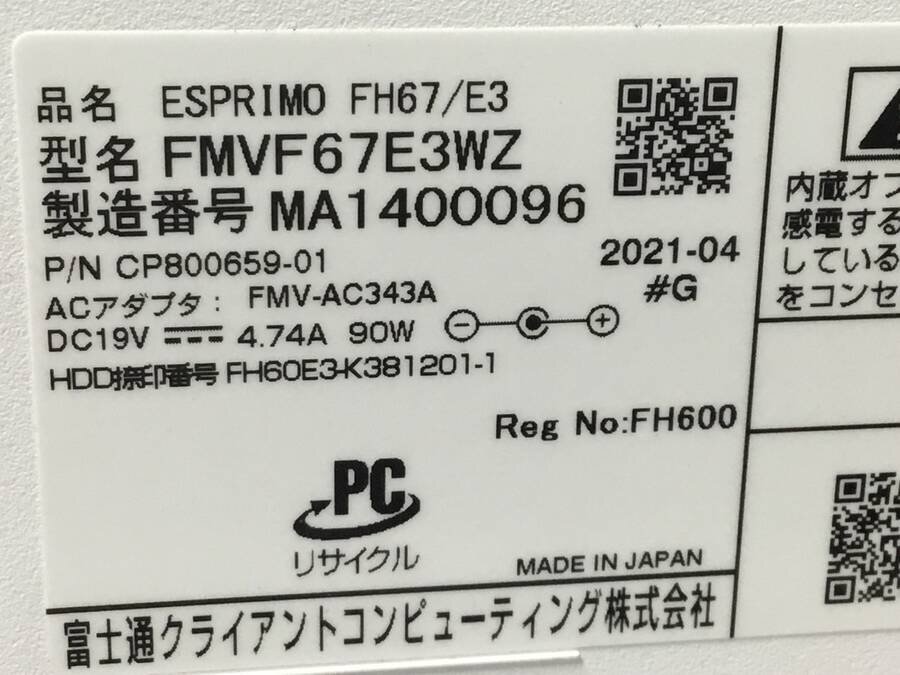 品名 ESPRIMO FH67/E3
型名 FMVF67E3WZ
製造番号 MA1400096
P/N CP800659-01
2021-04
#G
ACアダプタ: FMV-AC343A
DC19V 4.74A 90W
HDD捺印番号 FH60E3-K381201-1
Reg No:FH600
PC
リサイクル
MADE IN JAPAN
富士通クライアントコンピューティング株式会社
内蔵オフ
感電する
している
をコンセ